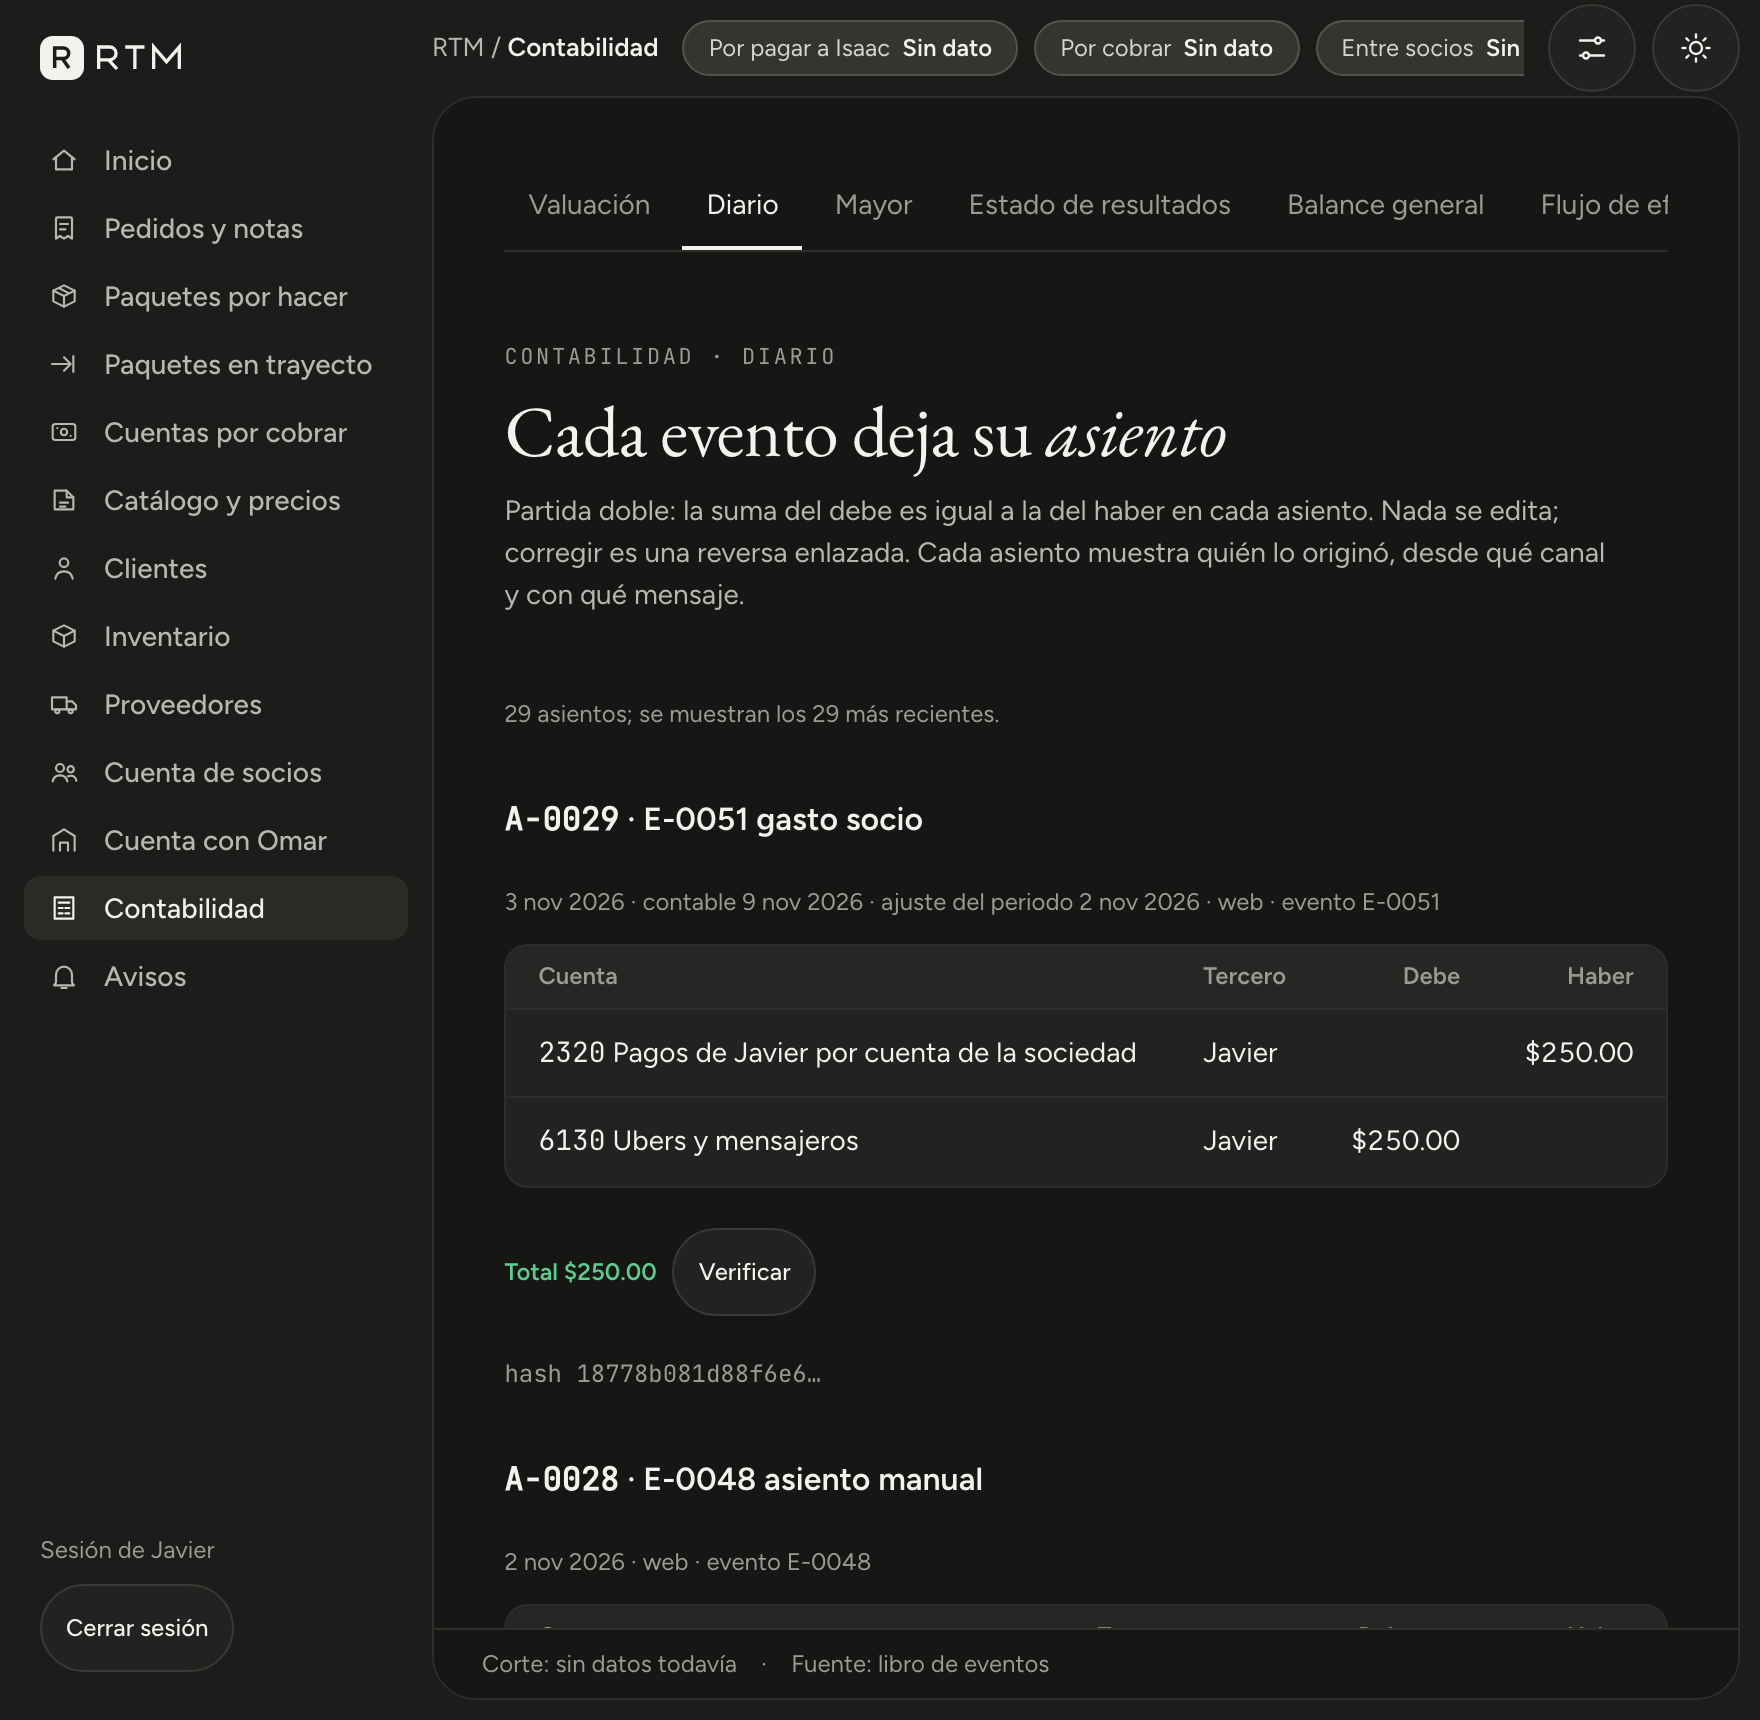 R RTM
Inicio
Pedidos y notas
Paquetes por hacer
Paquetes en trayecto
Cuentas por cobrar
Catálogo y precios
Clientes
Inventario
Proveedores
Cuenta de socios
Cuenta con Omar
Contabilidad
Avisos
Sesión de Javier
Cerrar sesión
RTM / Contabilidad
Por pagar a Isaac Sin dato
Por cobrar Sin dato
Entre socios Sin
Valuación Diario Mayor Estado de resultados Balance general Flujo de ef
CONTABILIDAD · DIARIO
Cada evento deja su asiento
Partida doble: la suma del debe es igual a la del haber en cada asiento. Nada se edita;
corregir es una reversa enlazada. Cada asiento muestra quién lo originó, desde qué canal
y con qué mensaje.
29 asientos; se muestran los 29 más recientes.
A-0029 · E-0051 gasto socio
3 nov 2026 · contable 9 nov 2026 · ajuste del periodo 2 nov 2026 · web · evento E-0051
Cuenta Tercero Debe Haber
2320 Pagos de Javier por cuenta de la sociedad Javier $250.00
6130 Ubers y mensajeros Javier $250.00
Total $250.00 Verificar
hash 18778b081d88f6e6…
A-0028 · E-0048 asiento manual
2 nov 2026 · web · evento E-0048
Corte: sin datos todavía · Fuente: libro de eventos